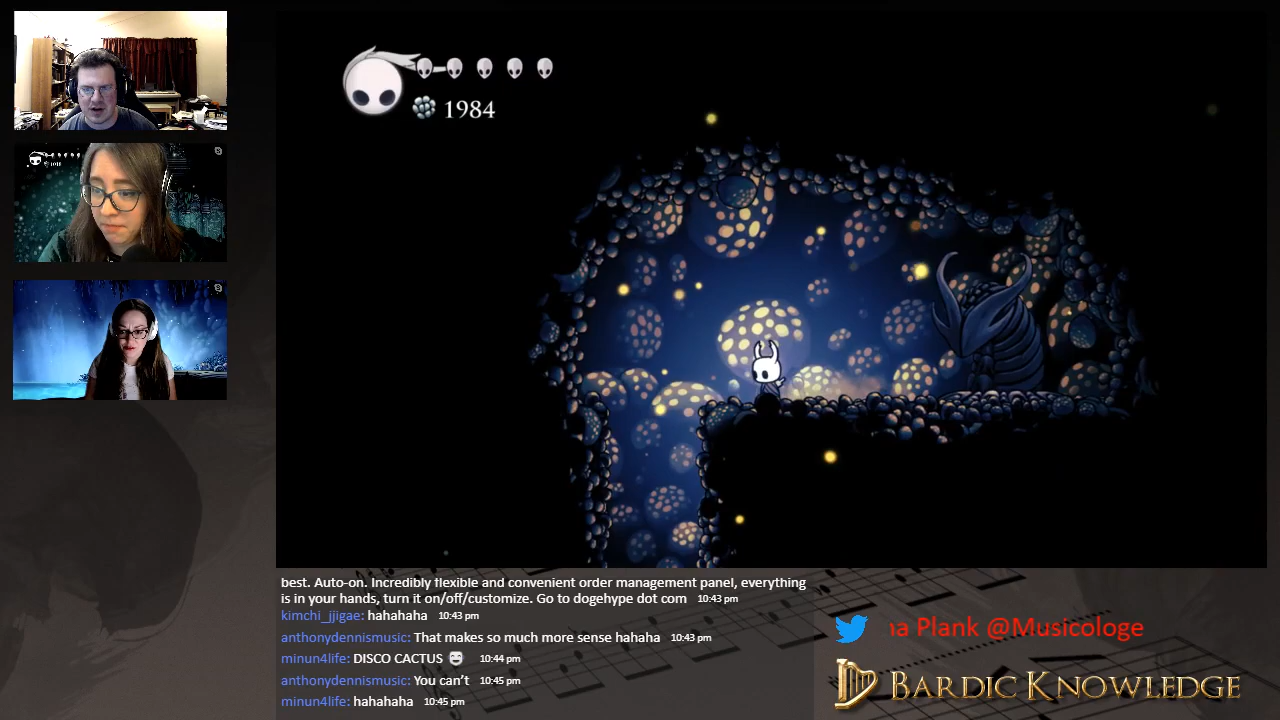 1984
best. Auto-on. Incredibly flexible and convenient order management panel, everything
is in your hands, turn it on/off/customize. Go to dogehype dot com 10:43 pm
kimchi_jjigae: hahahaha 10:43 pm
anthonydennismusic: That makes so much more sense hahaha 10:43 pm
minun4life: DISCO CACTUS 10:44 pm
anthonydennismusic: You can't 10:45 pm
minun4life: hahahaha 10:45 pm
na Plank @Musicologe
BARDIC KNOWLEDGE